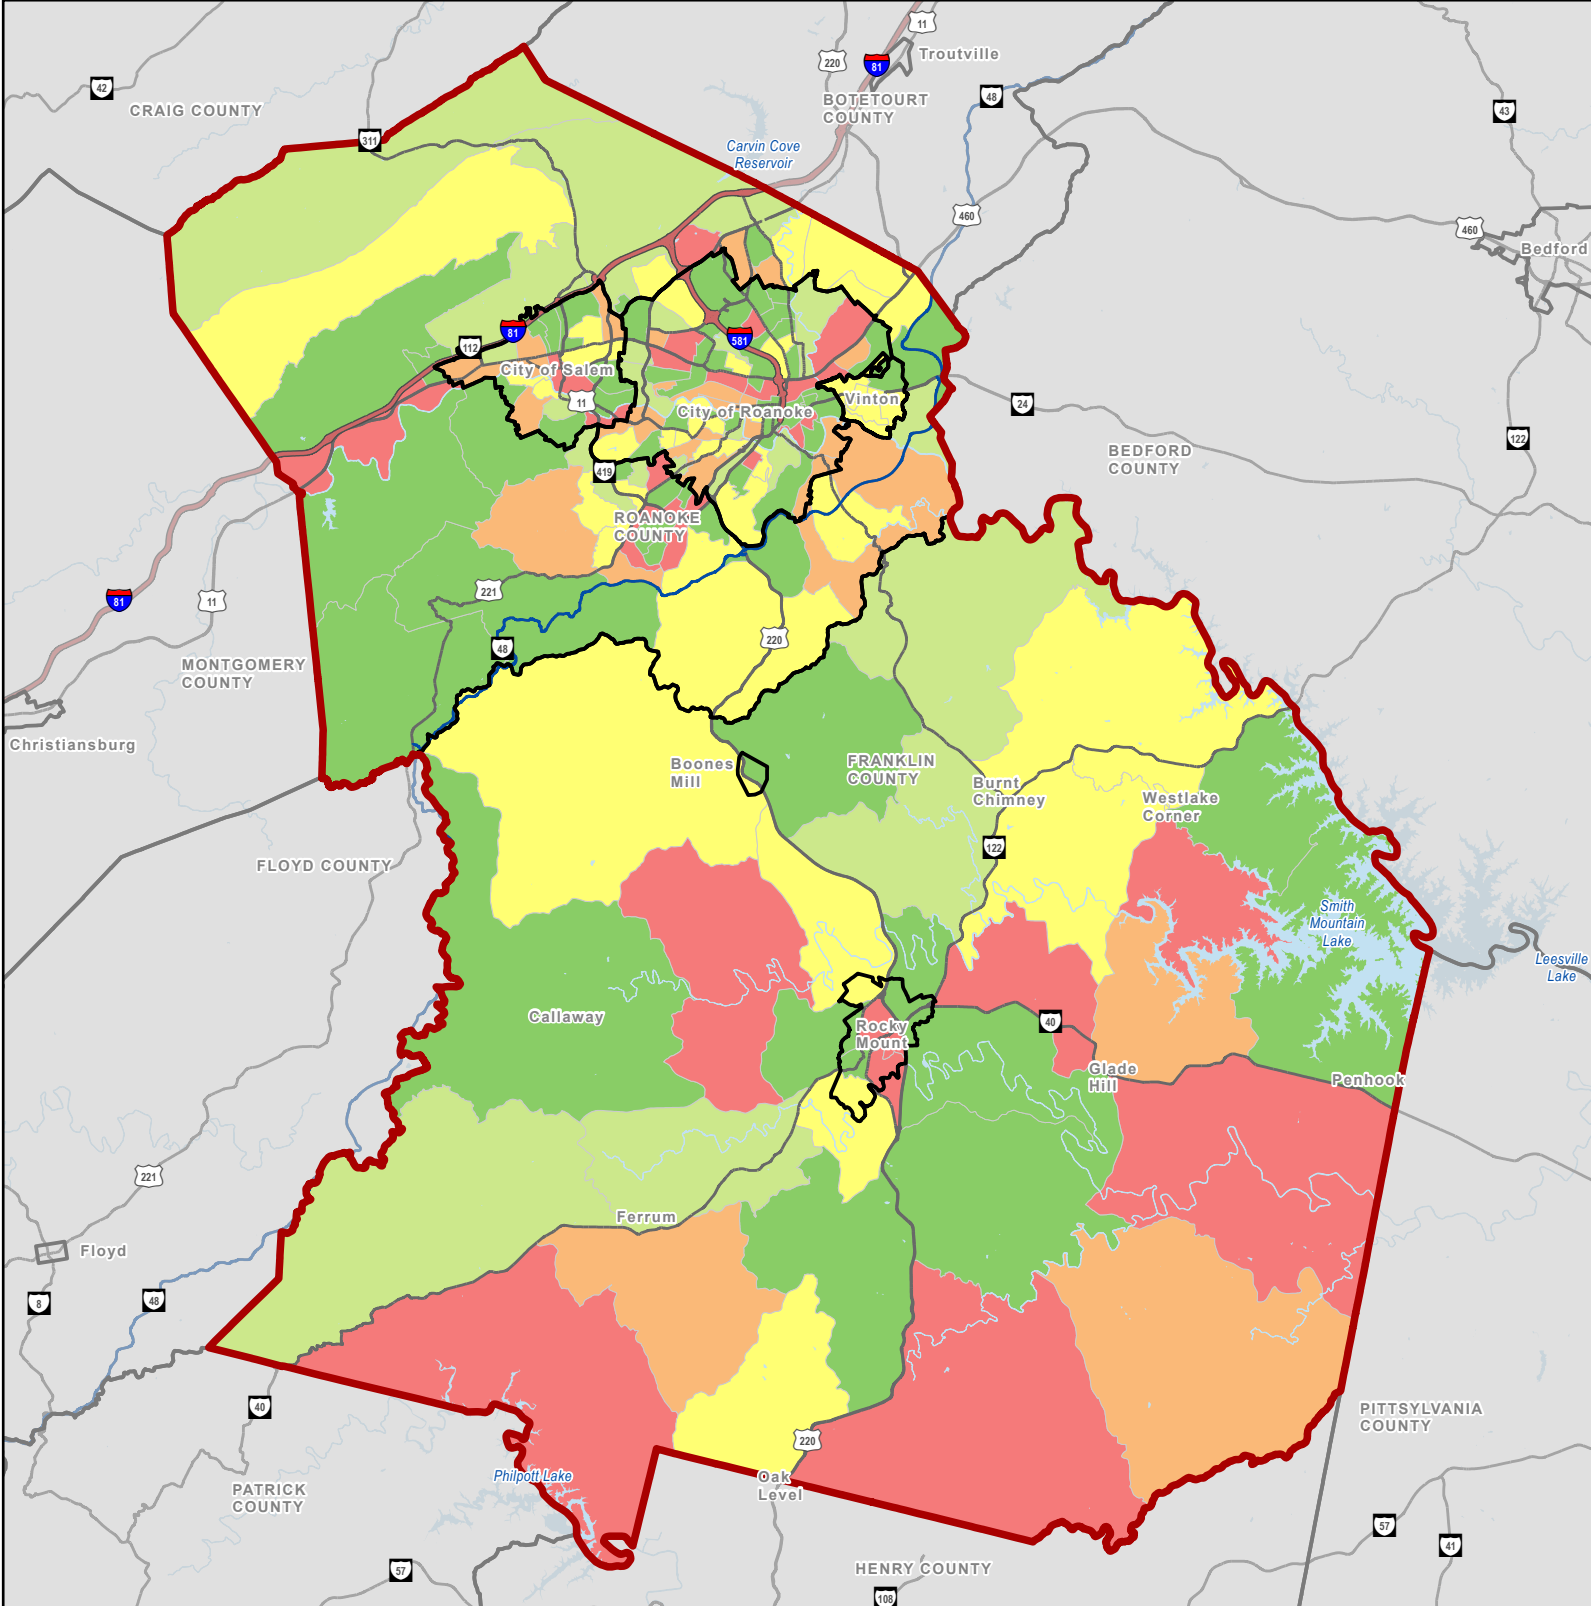 11
Troutville
220
81
42
CRAIG COUNTY
BOTETOURT
COUNTY
48
43
311
Carvin Cove
Reservoir
460
460
Bedford
81
581
112
City of Salem
11
City of Roanoke
Vinton
24
122
BEDFORD
COUNTY
419
ROANOKE
COUNTY
81
11
221
220
48
MONTGOMERY
COUNTY
Christiansburg
Boones
Mill
FRANKLIN
COUNTY
Burnt
Chimney
Westlake
Corner
122
FLOYD COUNTY
Smith
Mountain
Lake
Leesville
Lake
Callaway
Rocky
Mount
40
Glade
Hill
Penhook
221
Ferrum
Floyd
8
48
40
PITTSYLVANIA
COUNTY
220
Philpott Lake
Oak
Level
PATRICK
COUNTY
57
41
57
HENRY COUNTY
108